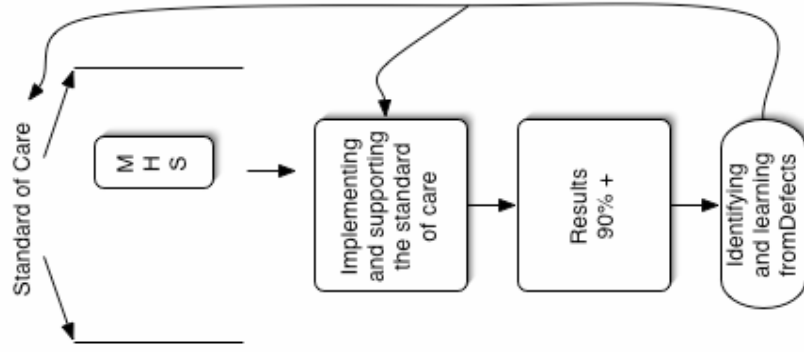 Standard of Care
M
H
S
Implementing
and supporting
the standard
of care
Results
90% +
Identifying
and learning
fromDefects